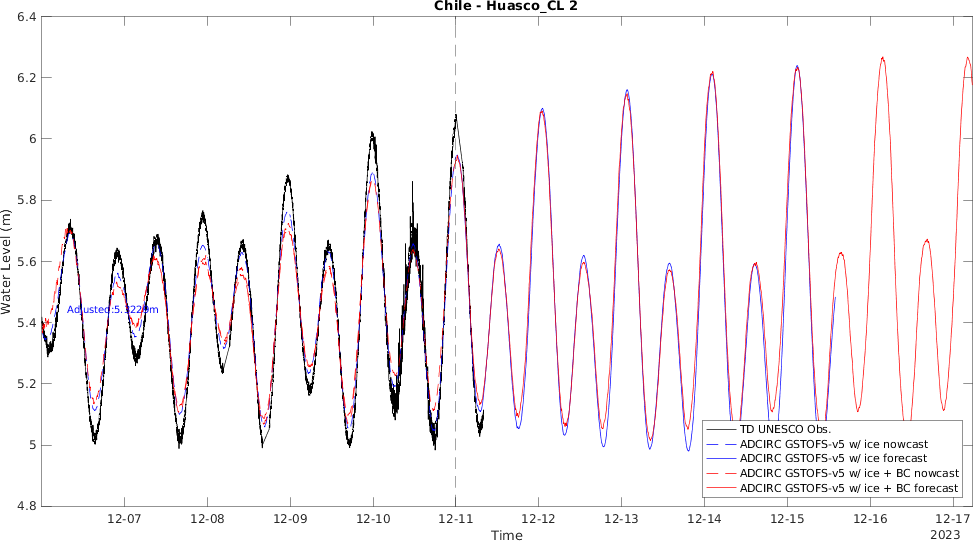 Chile - Huasco_CL 2
6.4
6.2
6
5.8
5.6
5.4
5.2
5
4.8
Water Level (m)
Adjusted:5.3229m
TD UNESCO Obs.
ADCIRC GSTOFS-v5 w/ ice nowcast
ADCIRC GSTOFS-v5 w/ ice forecast
ADCIRC GSTOFS-v5 w/ ice + BC nowcast
ADCIRC GSTOFS-v5 w/ ice + BC forecast
12-07 12-08 12-09 12-10 12-11 12-12 12-13 12-14 12-15 12-16 12-17
Time 2023